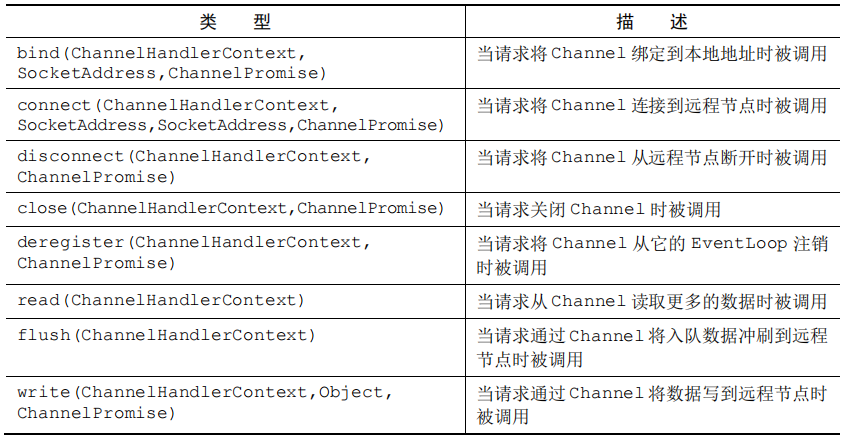 类 型 描 述
bind(ChannelHandlerContext, 当请求将 Channel 绑定到本地地址时被调用
SocketAddress,ChannelPromise)
connect(ChannelHandlerContext, 当请求将 Channel 连接到远程节点时被调用
SocketAddress,SocketAddress,ChannelPromise)
disconnect(ChannelHandlerContext, 当请求将 Channel 从远程节点断开时被调用
ChannelPromise)
close(ChannelHandlerContext,ChannelPromise) 当请求关闭 Channel 时被调用
deregister(ChannelHandlerContext, 当请求将 Channel 从它的 EventLoop 注销
ChannelPromise) 时被调用
read(ChannelHandlerContext) 当请求从 Channel 读取更多的数据时被调用
flush(ChannelHandlerContext) 当请求通过 Channel 将入队数据冲刷到远程
节点时被调用
write(ChannelHandlerContext,Object, 当请求通过 Channel 将数据写到远程节点时
ChannelPromise) 被调用